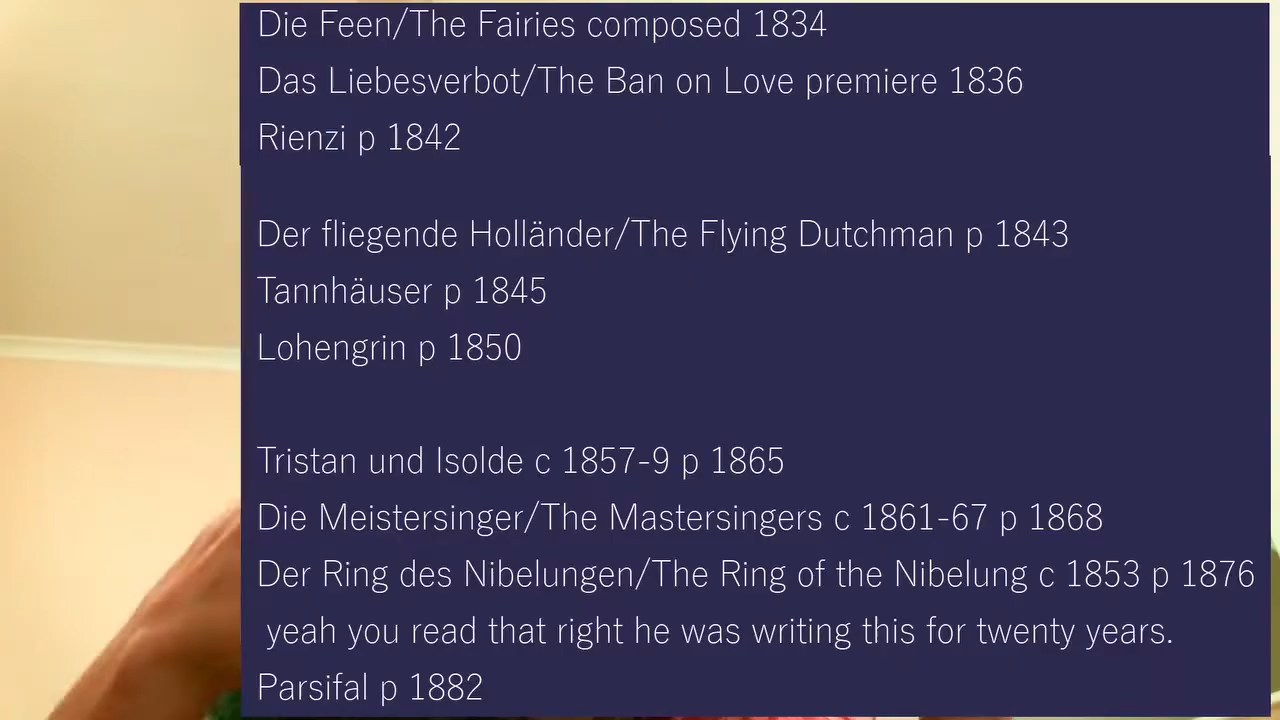 Die Feen/The Fairies composed 1834
Das Liebesverbot/The Ban on Love premiere 1836
Rienzi p 1842
Der fliegende Holländer/The Flying Dutchman p 1843
Tannhäuser p 1845
Lohengrin p 1850
Tristan und Isolde c 1857-9 p 1865
Die Meistersinger/The Mastersingers c 1861-67 p 1868
Der Ring des Nibelungen/The Ring of the Nibelung c 1853 p 1876
yeah you read that right he was writing this for twenty years.
Parsifal p 1882